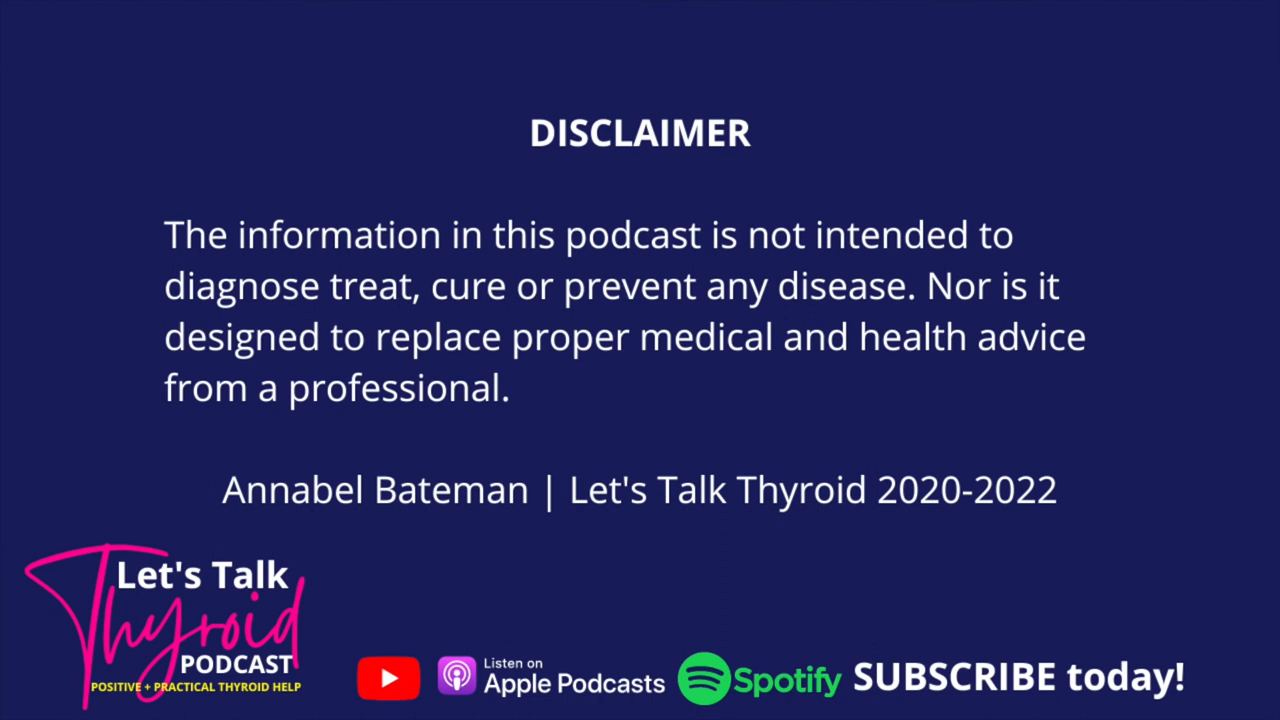 DISCLAIMER
The information in this podcast is not intended to
diagnose treat, cure or prevent any disease. Nor is it
designed to replace proper medical and health advice
from a professional.
Annabel Bateman | Let's Talk Thyroid 2020-2022
Let's Talk
Thyroid
PODCAST
POSITIVE + PRACTICAL THYROID HELP
Listen on
Apple Podcasts
Spotify
SUBSCRIBE today!